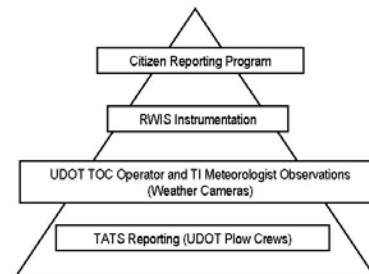 Citizen Reporting Program
RWIS Instrumentation
UDOT TOC Operator and TI Meteorologist Observations
(Weather Cameras)
TATS Reporting (UDOT Plow Crews)